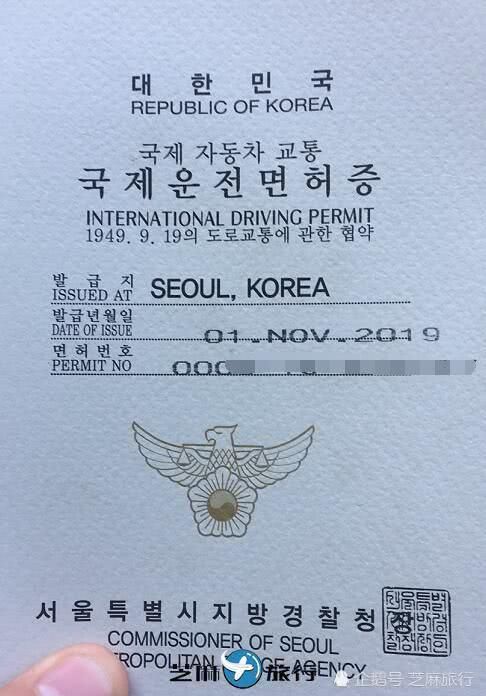 대한민국
REPUBLIC OF KOREA
국제 자동차 교통
국제운전면허증
INTERNATIONAL DRIVING PERMIT
1949. 9. 19의 도로교통에 관한 협약
발급지
ISSUED AT SEOUL, KOREA
발급년월일
DATE OF ISSUE 01.NOV.2019
면허번호
PERMIT NO
서울특별시지방경찰청장
COMMISSIONER OF SEOUL
AGENCY
芝麻旅行
企鹅号 芝麻旅行